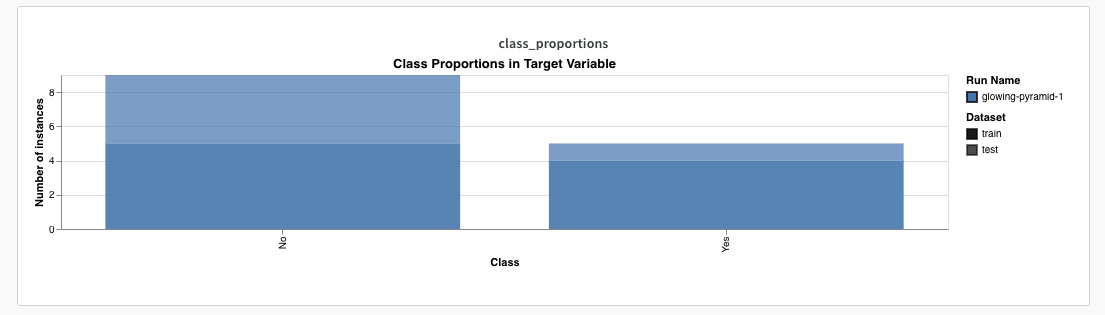 class_proportions
Class Proportions in Target Variable
Number of instances
8
6
4
2
0
No
Yes
Class
Run Name
glowing-pyramid-1
Dataset
train
test